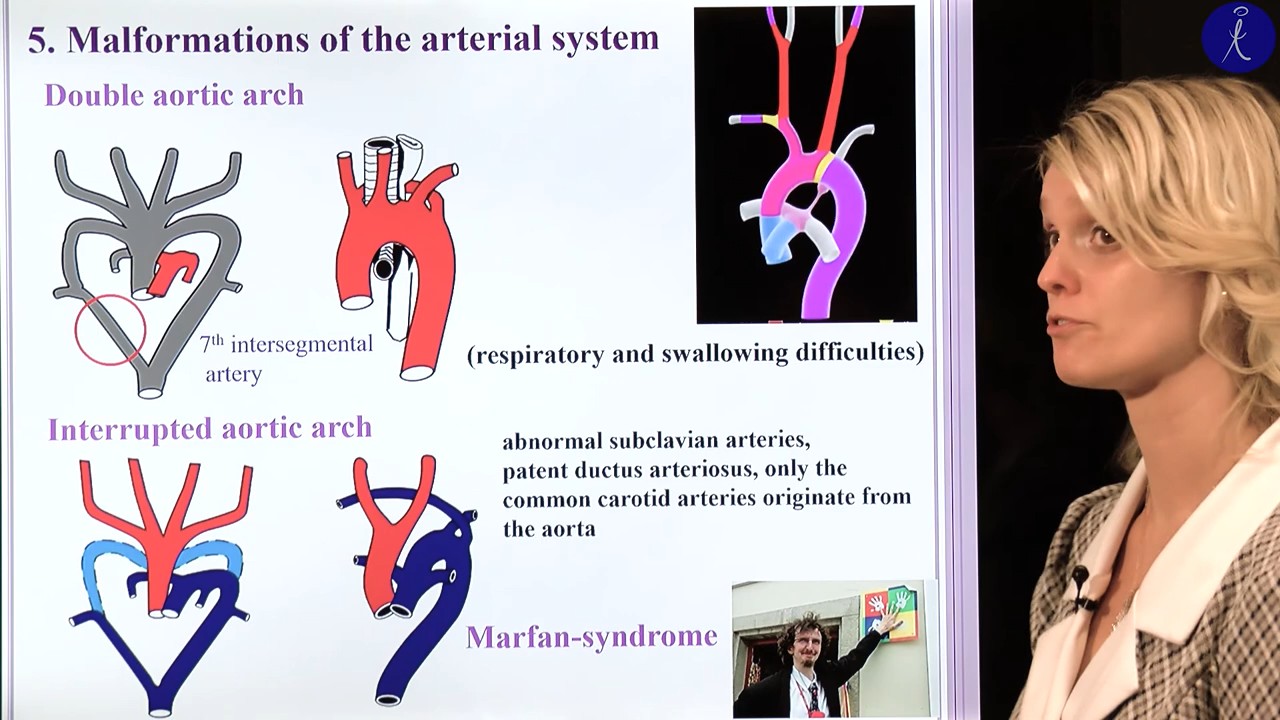 5. Malformations of the arterial system
Double aortic arch
7th intersegmental
artery
(respiratory and swallowing difficulties)
Interrupted aortic arch
abnormal subclavian arteries,
patent ductus arteriosus, only the
common carotid arteries originate from
the aorta
Marfan-syndrome